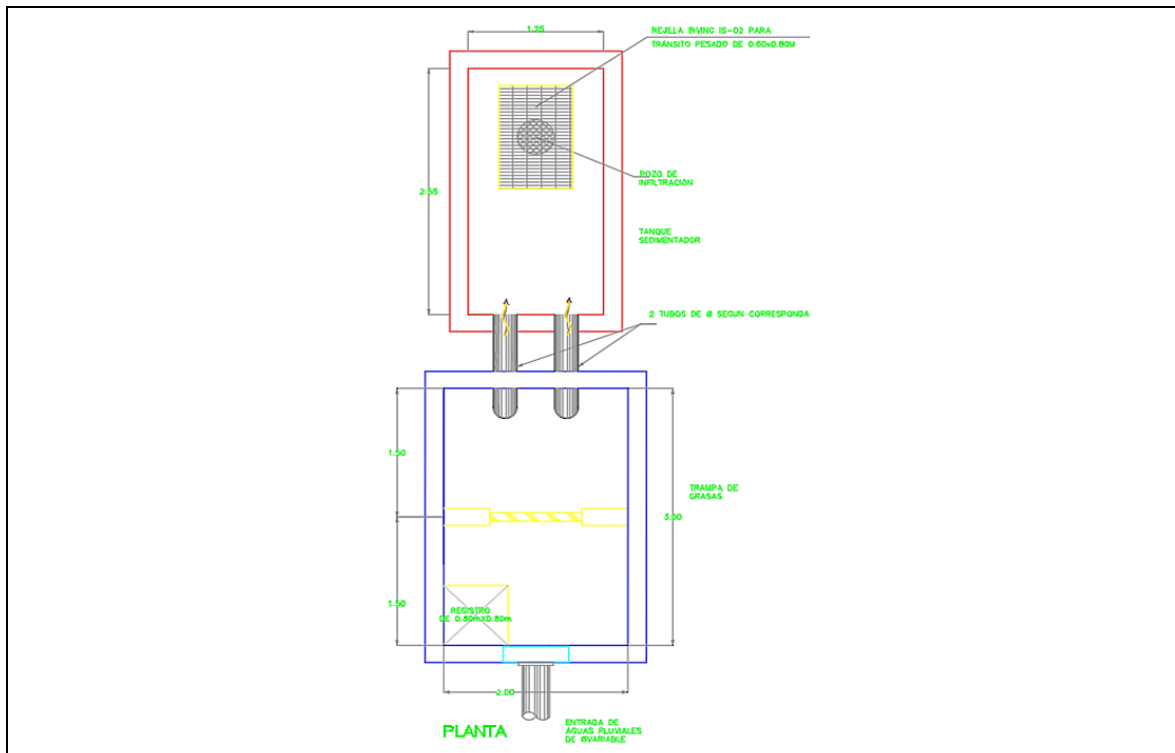 1.25
REJILLA IRVING IS-02 PARA
TRÁNSITO PESADO DE 0.60x0.80M
POZO DE
INFILTRACIÓN
2.55
TANQUE
SEDIMENTADOR
2 TUBOS DE Ø SEGUN CORRESPONDA
1.50
TRAMPA DE
GRASAS
3.00
1.50
REGISTRO
DE 0.80mX0.80m
2.00
PLANTA
ENTRADA DE
AGUAS PLUVIALES
DE ØVARIABLE